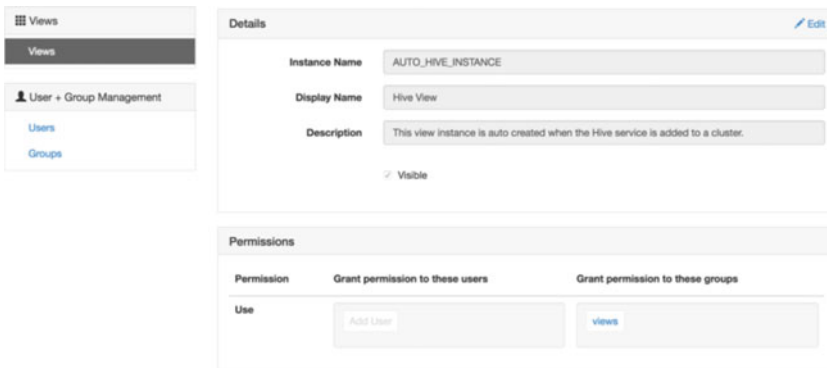 Views
Views
User + Group Management
Users
Groups
Details
Edit
Instance Name AUTO_HIVE_INSTANCE
Display Name Hive View
Description This view instance is auto created when the Hive service is added to a cluster.
Visible
Permissions
Permission Grant permission to these users Grant permission to these groups
Use Add User views